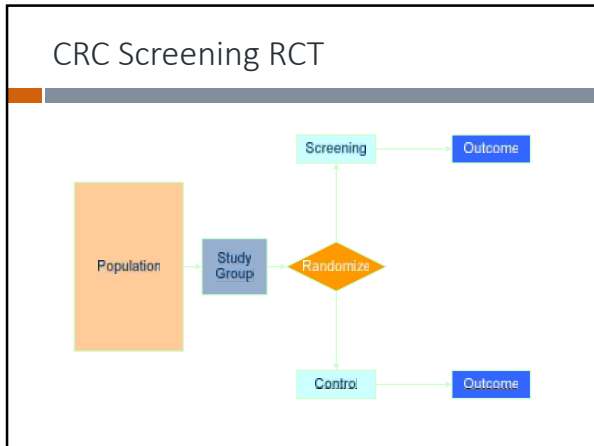 CRC Screening RCT
Screening
Outcome
Population
Study
Group
Randomize
Control
Outcome